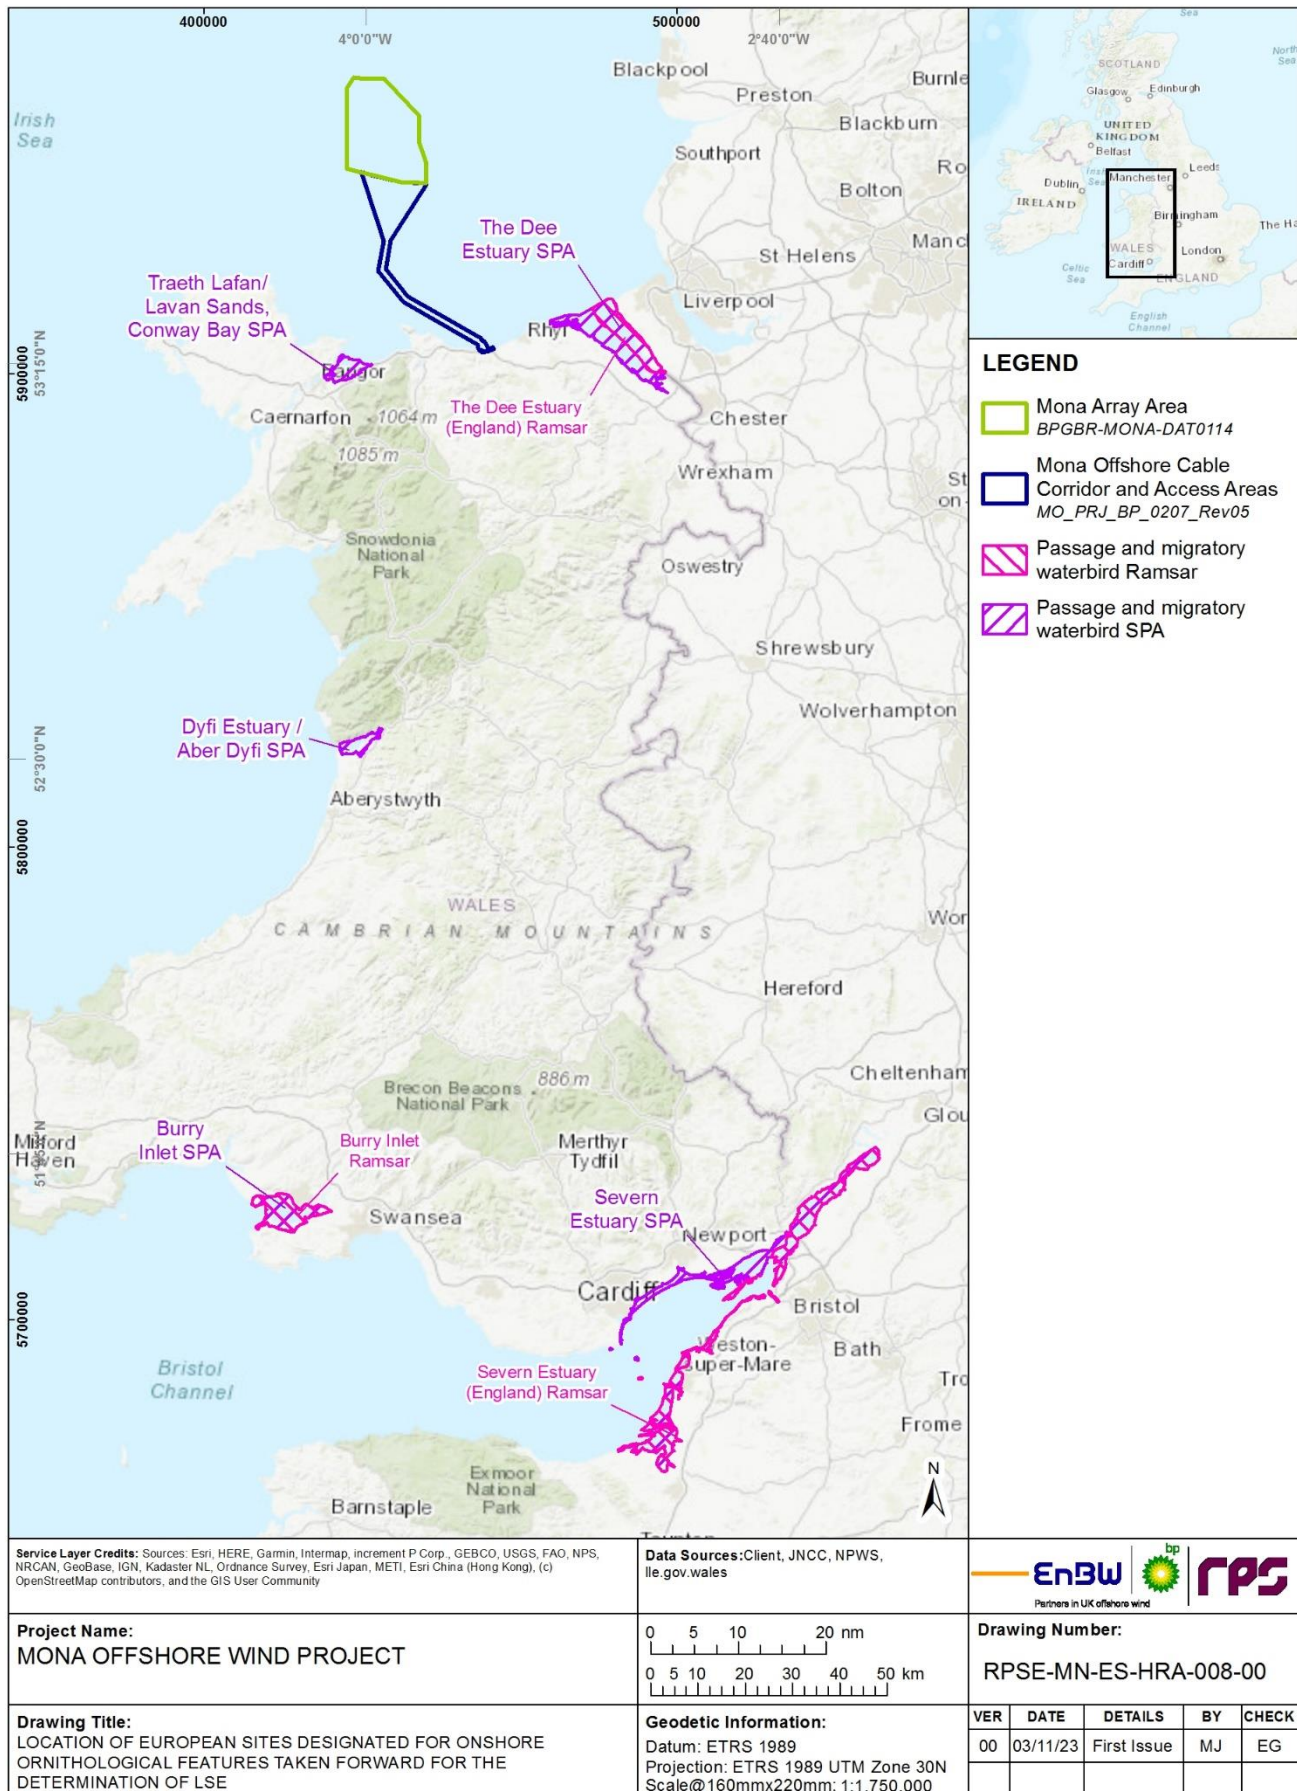 400000
500000
4°0'0"W
2°40'0"W
Blackpool
Preston
Burnle
Blackburn
Irish
Sea
Southport
Ro
Bolton
The Dee
Estuary SPA
Manc
St Helens
Traeth Lafan/
Lavan Sands,
Conway Bay SPA
Liverpool
Rhyl
5900000
53°15'0"N
Bangor
Caernarfon
1064 m
The Dee Estuary
(England) Ramsar
Chester
1085 m
Wrexham
St
on
Snowdonia
National
Park
Oswestry
Shrewsbury
Wolverhampton
Dyfi Estuary /
Aber Dyfi SPA
52°30'0"N
Aberystwyth
5800000
WALES
CAMBRIAN MOUNTAINS
Wor
Hereford
886 m
Brecon Beacons
National Park
Cheltenham
Glou
Milford
Haven
Burry
Inlet SPA
Burry Inlet
Ramsar
Merthyr
Tydfil
Swansea
Severn
Estuary SPA
Newport
Cardiff
Bristol
5700000
Weston-
super-Mare
Bath
Bristol
Channel
Severn Estuary
(England) Ramsar
Tro
Frome
Exmoor
National
Park
Barnstaple
Taunton
N
Sea
North
Sea
SCOTLAND
Glasgow
Edinburgh
UNITED
KINGDOM
Belfast
Irish
Sea
Leeds
Manchester
Dublin
IRELAND
Birmingham
The Ha
WALES
London
Cardiff
Celtic
Sea
ENGLAND
English
Channel
LEGEND
Mona Array Area
BPGBR-MONA-DAT0114
Mona Offshore Cable
Corridor and Access Areas
MO_PRJ_BP_0207_Rev05
Passage and migratory
waterbird Ramsar
Passage and migratory
waterbird SPA
Service Layer Credits: Sources: Esri, HERE, Garmin, Intermap, increment P Corp., GEBCO, USGS, FAO, NPS,
NRCAN, GeoBase, IGN, Kadaster NL, Ordnance Survey, Esri Japan, METI, Esri China (Hong Kong), (c)
OpenStreetMap contributors, and the GIS User Community
Data Sources:Client, JNCC, NPWS,
lle.gov.wales
EnBW bp rps
Partners in UK offshore wind
Project Name:
MONA OFFSHORE WIND PROJECT
0 5 10 20 nm
0 5 10 20 30 40 50 km
Drawing Number:
RPSE-MN-ES-HRA-008-00
Drawing Title:
LOCATION OF EUROPEAN SITES DESIGNATED FOR ONSHORE
ORNITHOLOGICAL FEATURES TAKEN FORWARD FOR THE
DETERMINATION OF LSE
Geodetic Information:
Datum: ETRS 1989
Projection: ETRS 1989 UTM Zone 30N
Scale@160mmx220mm: 1:1,750,000
VER DATE DETAILS BY CHECK
00 03/11/23 First Issue MJ EG